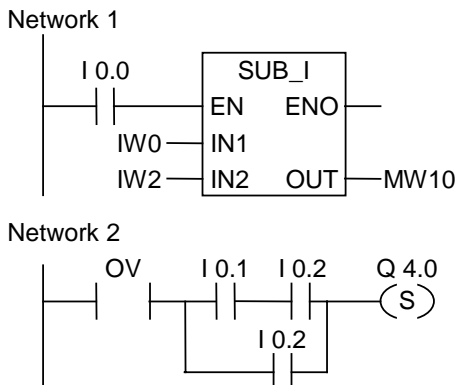 Network 1
I 0.0
SUB_I
EN ENO
IW0 IN1
IW2 IN2 OUT MW10
Network 2
OV I 0.1 I 0.2 Q 4.0
S
I 0.2